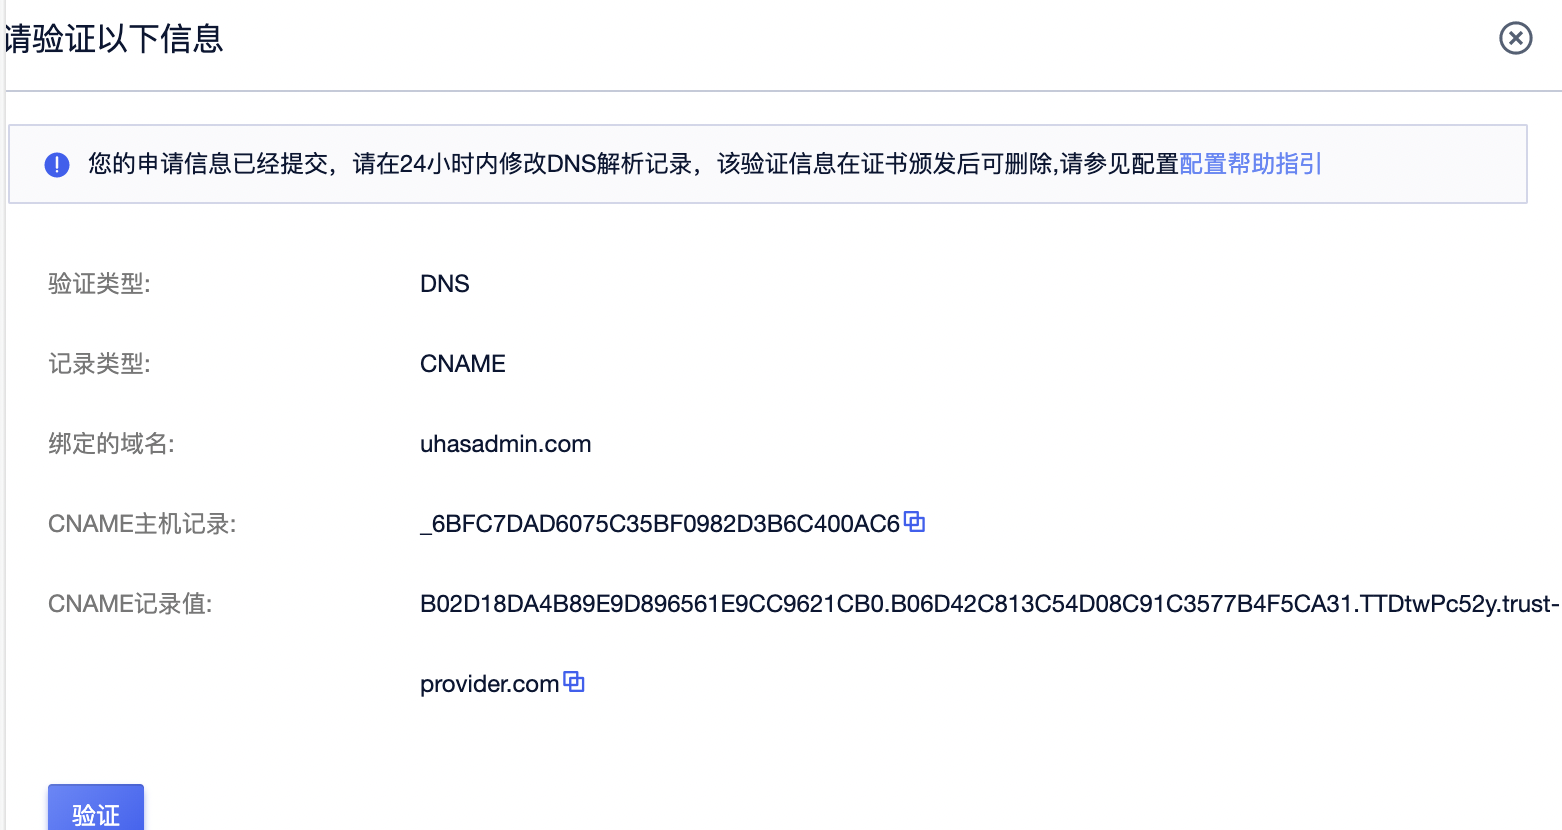 请验证以下信息
您的申请信息已经提交，请在24小时内修改DNS解析记录，该验证信息在证书颁发后可删除,请参见配置配置帮助指引
验证类型: DNS
记录类型: CNAME
绑定的域名: uhasadmin.com
CNAME主机记录: _6BFC7DAD6075C35BF0982D3B6C400AC6
CNAME记录值: B02D18DA4B89E9D896561E9CC9621CB0.B06D42C813C54D08C91C3577B4F5CA31.TTDtwPc52y.trust-
provider.com
验证